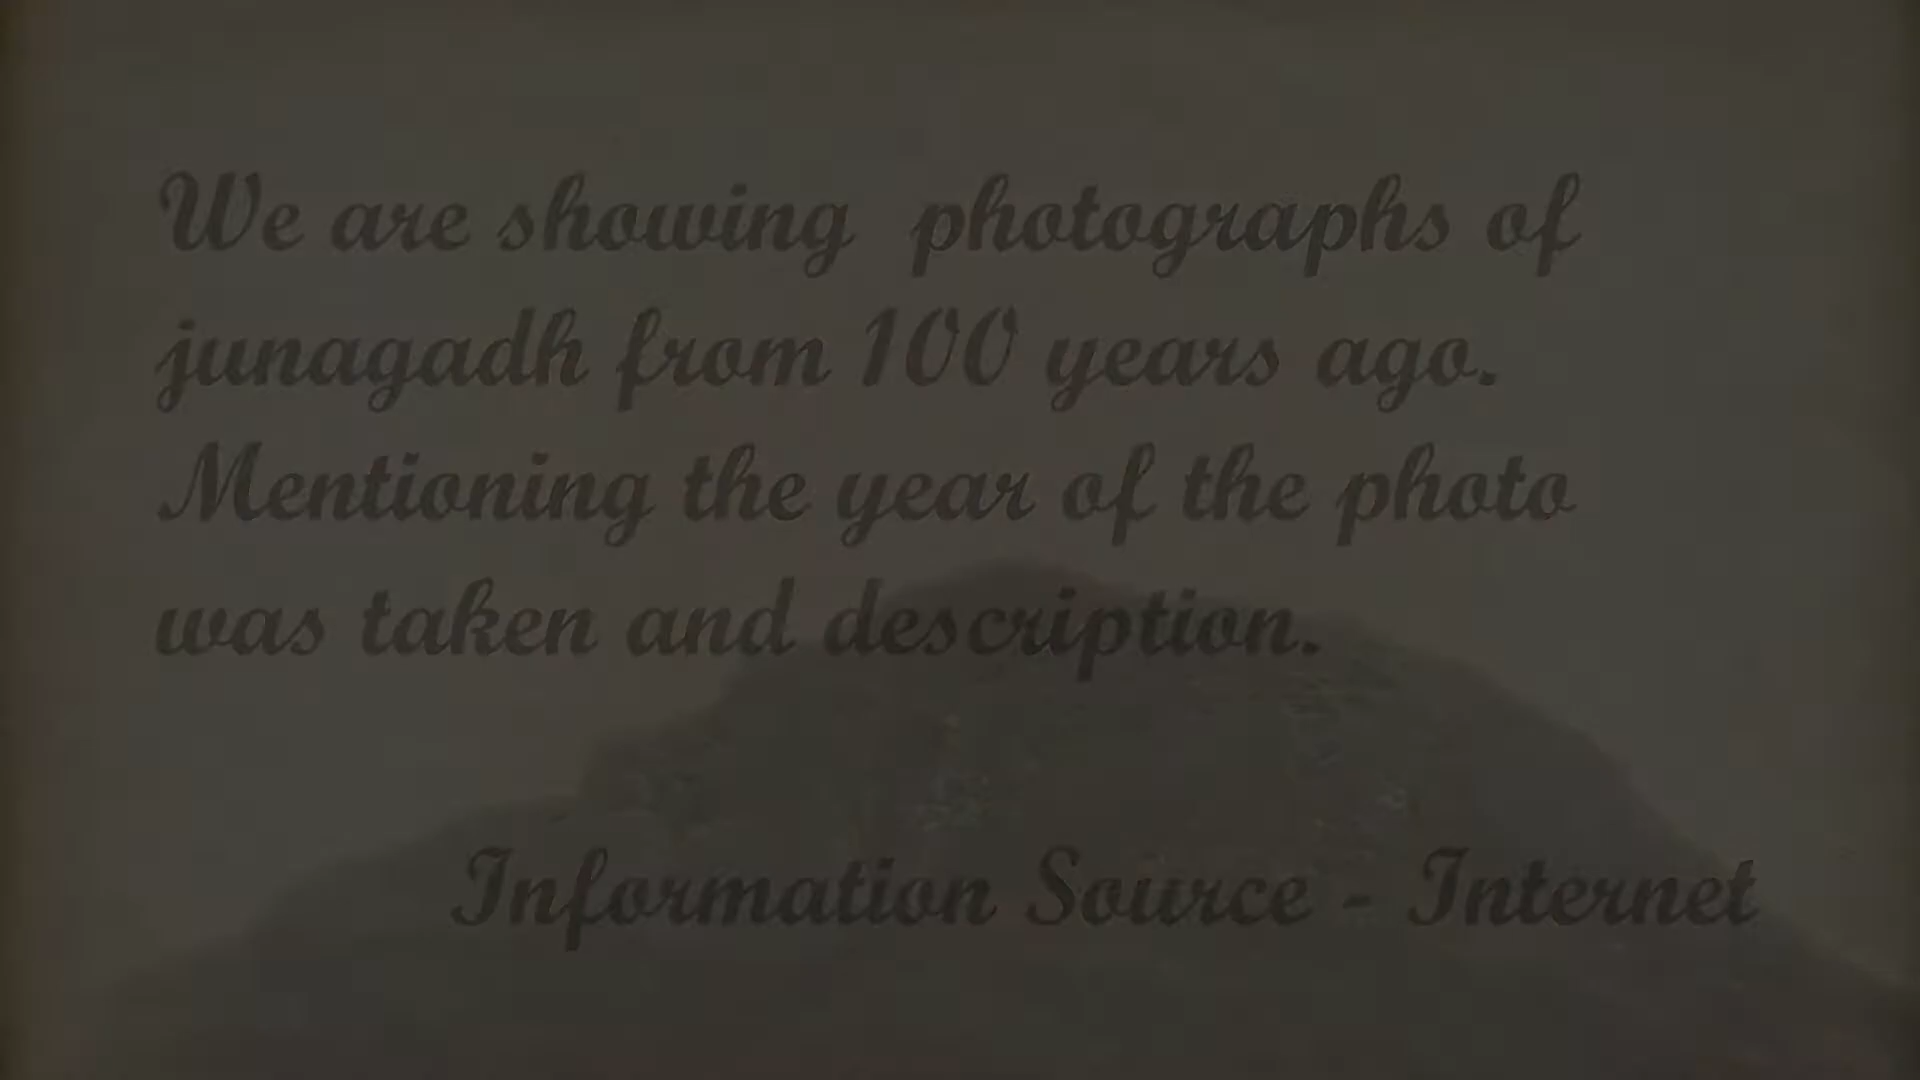 We are showing photographs of
junagadh from 100 years ago.
Mentioning the year of the photo
was taken and description.
Information Source - Internet